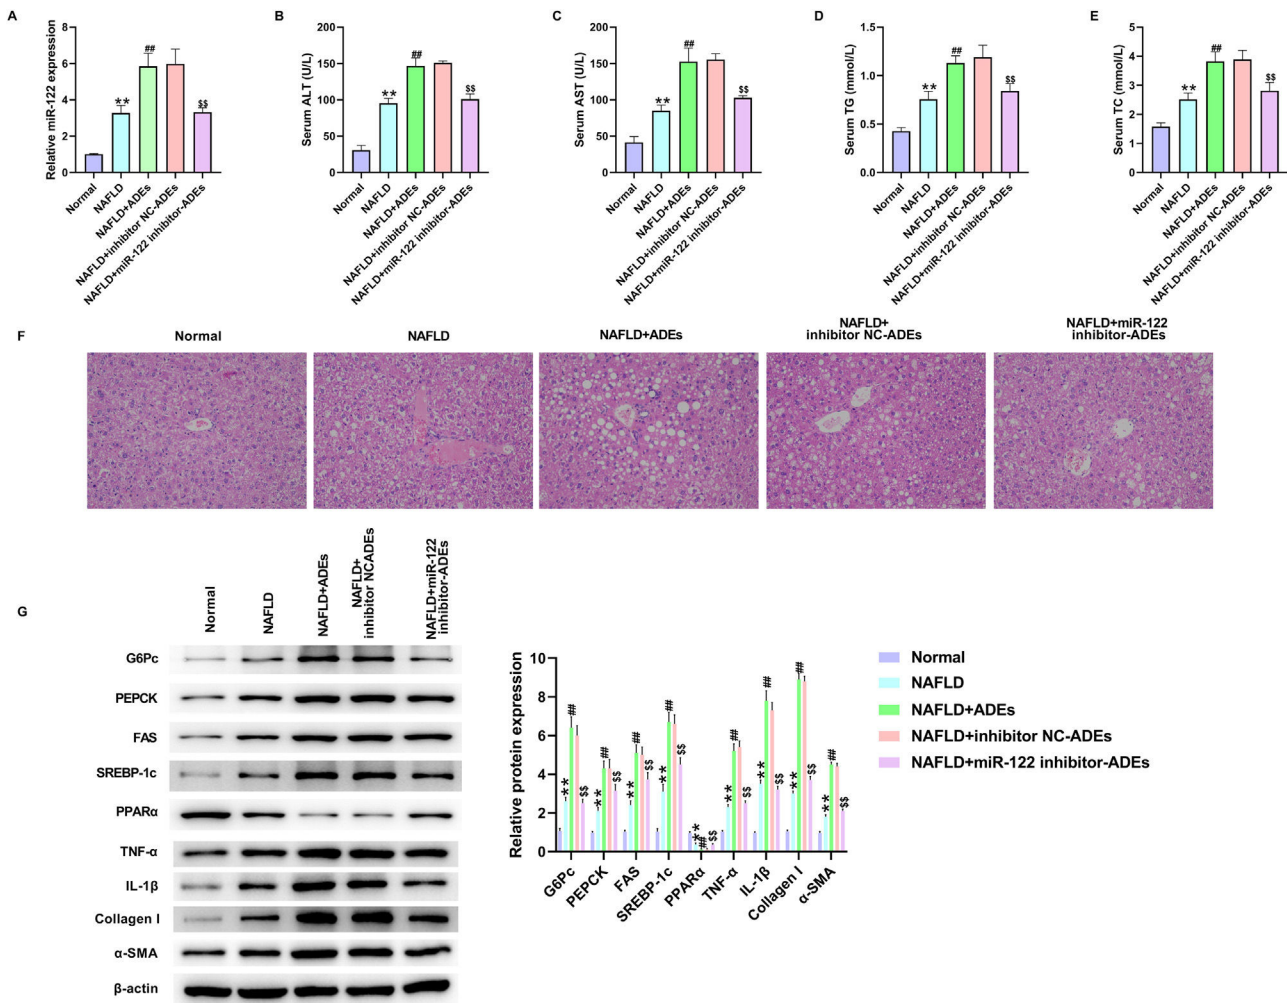 A
Relative miR-122 expression
8
6
4
2
0
**
##
$$
Normal
NAFLD
NAFLD+ADEs
NAFLD+inhibitor NC-ADEs
NAFLD+miR-122 inhibitor-ADEs
B
Serum ALT (U/L)
200
150
100
50
0
**
##
$$
Normal
NAFLD
NAFLD+ADEs
NAFLD+inhibitor NC-ADEs
NAFLD+miR-122 inhibitor-ADEs
C
Serum AST (U/L)
200
150
100
50
0
**
##
$$
Normal
NAFLD
NAFLD+ADEs
NAFLD+inhibitor NC-ADEs
NAFLD+miR-122 inhibitor-ADEs
D
Serum TG (mmol/L)
1.5
1.0
0.5
0.0
**
##
$$
Normal
NAFLD
NAFLD+ADEs
NAFLD+inhibitor NC-ADEs
NAFLD+miR-122 inhibitor-ADEs
E
Serum TC (mmol/L)
5
4
3
2
1
0
**
##
$$
Normal
NAFLD
NAFLD+ADEs
NAFLD+inhibitor NC-ADEs
NAFLD+miR-122 inhibitor-ADEs
F
Normal
NAFLD
NAFLD+ADEs
NAFLD+
inhibitor NC-ADEs
NAFLD+miR-122
inhibitor-ADEs
G
Normal
NAFLD
NAFLD+ADEs
NAFLD+
inhibitor NCADEs
NAFLD+miR-122
inhibitor-ADEs
G6Pc
PEPCK
FAS
SREBP-1c
PPARα
TNF-α
IL-1β
Collagen I
α-SMA
β-actin
Relative protein expression
10
8
6
4
2
0
** ## $$
** ## $$
** ## $$
** ## $$
** ## $$
** ## $$
** ## $$
** ## $$
** ## $$
G6Pc
PEPCK
FAS
SREBP-1c
PPARα
TNF-α
IL-1β
Collagen I
α-SMA
Normal
NAFLD
NAFLD+ADEs
NAFLD+inhibitor NC-ADEs
NAFLD+miR-122 inhibitor-ADEs